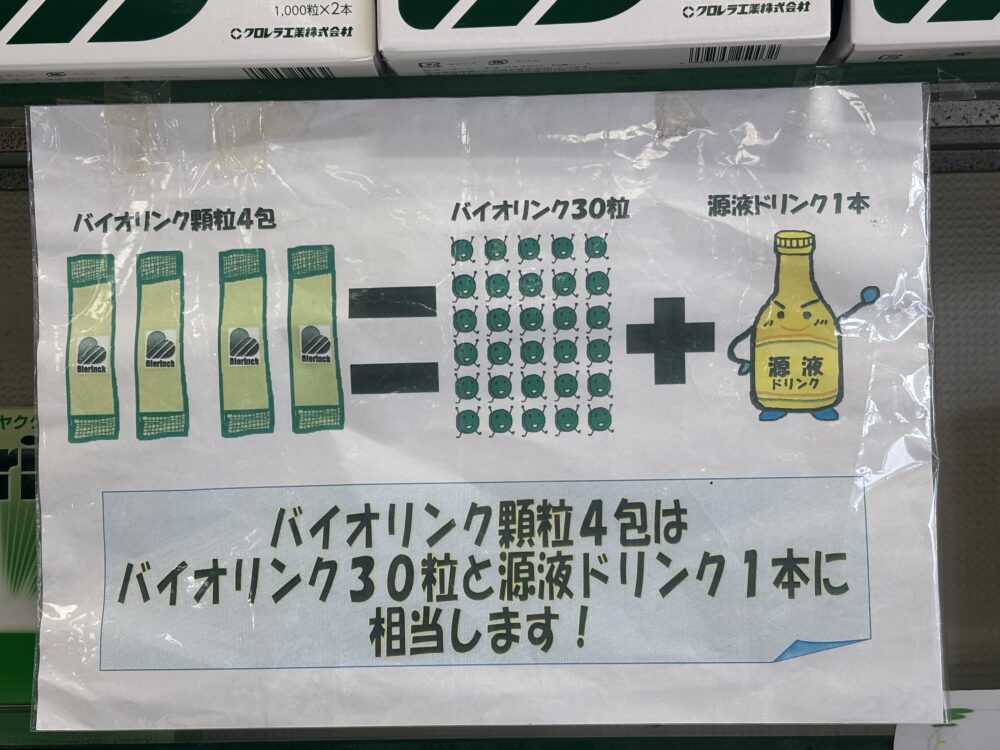 1,000粒×2本
クロレラ工業株式会社
クロレラ工業株式会社
バイオリンク顆粒4包
バイオリンク30粒
源液ドリンク1本
Biorinck
Biorinck
Biorinck
Biorinck
源液
ドリンク
バイオリンク顆粒4包は
バイオリンク30粒と源液ドリンク1本に
相当します!